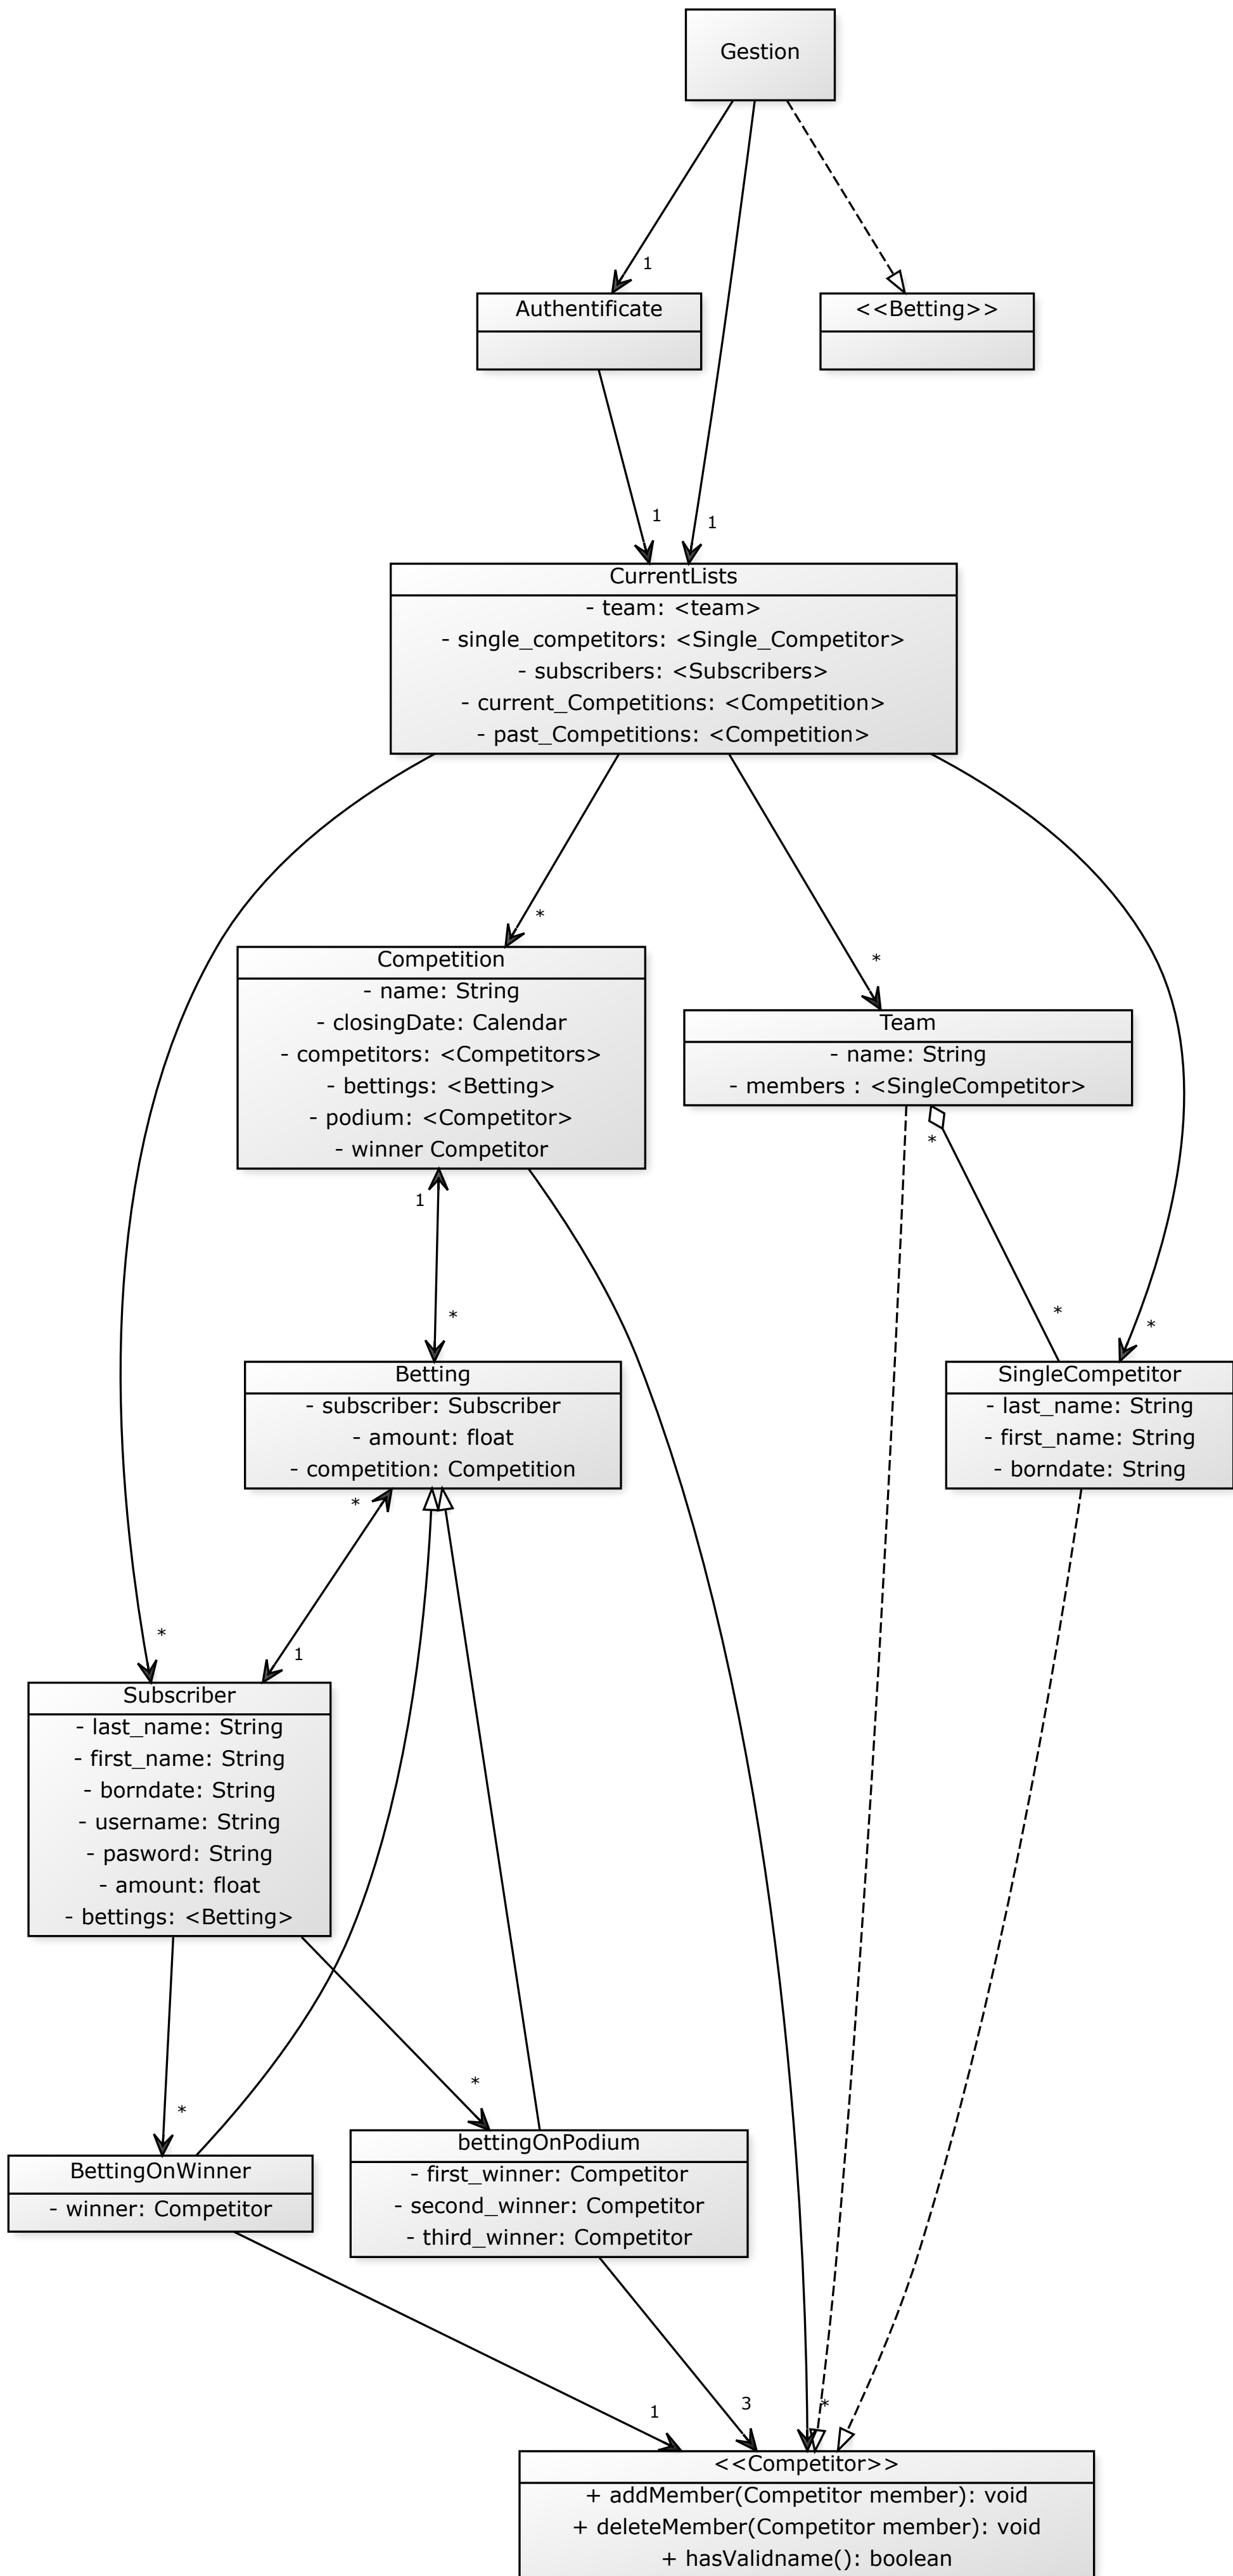 Gestion
1
Authentificate
<<Betting>>
1
1
CurrentLists
- team: <team>
- single_competitors: <Single_Competitor>
- subscribers: <Subscribers>
- current_Competitions: <Competition>
- past_Competitions: <Competition>
*
*
Competition
- name: String
- closingDate: Calendar
- competitors: <Competitors>
- bettings: <Betting>
- podium: <Competitor>
- winner Competitor
Team
- name: String
- members : <SingleCompetitor>
*
1
*
*
*
Betting
- subscriber: Subscriber
- amount: float
- competition: Competition
SingleCompetitor
- last_name: String
- first_name: String
- borndate: String
*
*
1
Subscriber
- last_name: String
- first_name: String
- borndate: String
- username: String
- pasword: String
- amount: float
- bettings: <Betting>
*
*
BettingOnWinner
- winner: Competitor
bettingOnPodium
- first_winner: Competitor
- second_winner: Competitor
- third_winner: Competitor
1
3
*
<<Competitor>>
+ addMember(Competitor member): void
+ deleteMember(Competitor member): void
+ hasValidname(): boolean